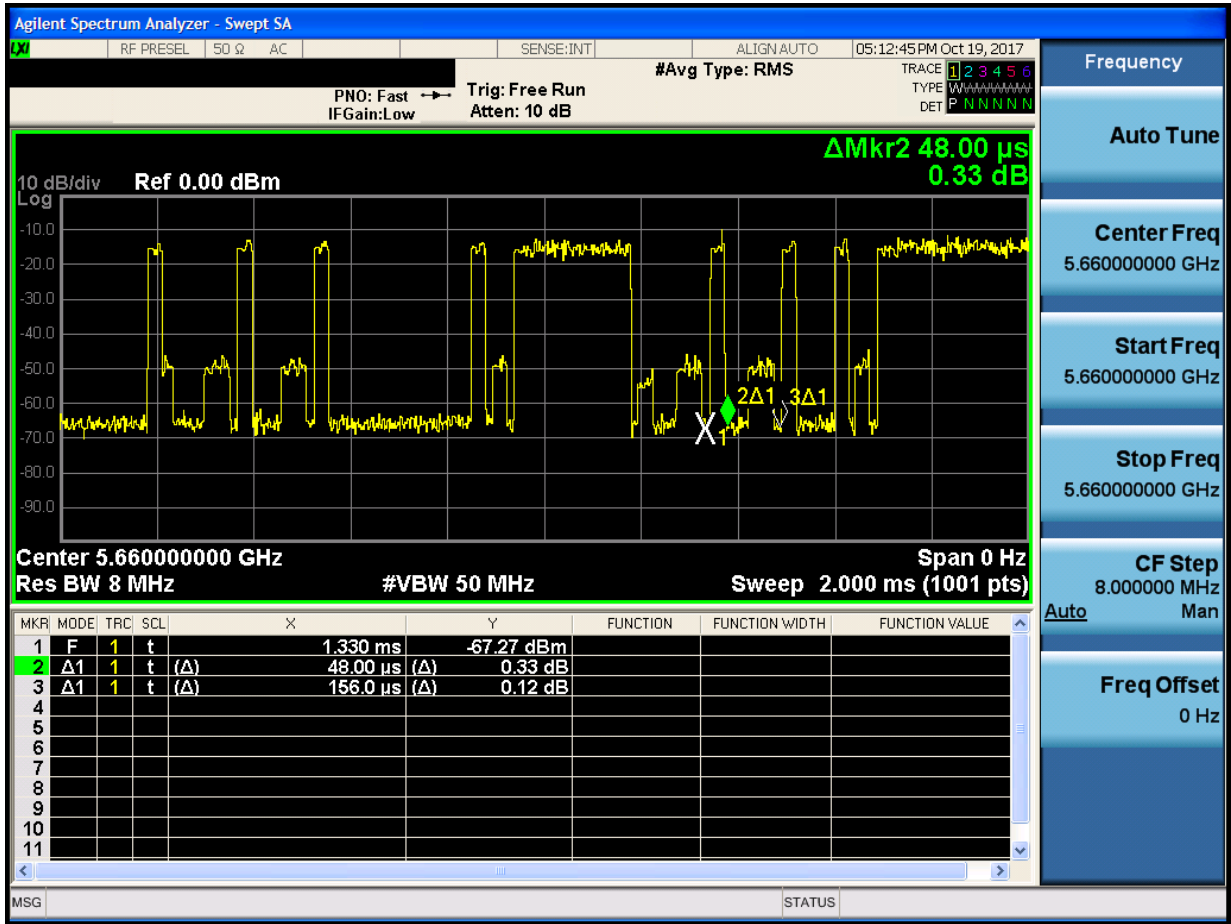 Agilent Spectrum Analyzer - Swept SA
LXI RF PRESEL 50 Ω AC SENSE:INT ALIGN AUTO 05:12:45 PM Oct 19, 2017
#Avg Type: RMS
TRACE 1 2 3 4 5 6
PNO: Fast Trig: Free Run
TYPE
IFGain:Low Atten: 10 dB
DET P N N N N N
ΔMkr2 48.00 µs
0.33 dB
10 dB/div Ref 0.00 dBm
Log
-10.0
-20.0
-30.0
-40.0
-50.0
-60.0
-70.0
-80.0
-90.0
2Δ1 3Δ1
X 1
Center 5.660000000 GHz Span 0 Hz
Res BW 8 MHz #VBW 50 MHz Sweep 2.000 ms (1001 pts)
MKR MODE TRC SCL X Y FUNCTION FUNCTION WIDTH FUNCTION VALUE
1 F 1 t 1.330 ms -67.27 dBm
2 Δ1 1 t (Δ) 48.00 µs (Δ) 0.33 dB
3 Δ1 1 t (Δ) 156.0 µs (Δ) 0.12 dB
4
5
6
7
8
9
10
11
MSG STATUS
Frequency
Auto Tune
Center Freq
5.660000000 GHz
Start Freq
5.660000000 GHz
Stop Freq
5.660000000 GHz
CF Step
8.000000 MHz
Auto Man
Freq Offset
0 Hz